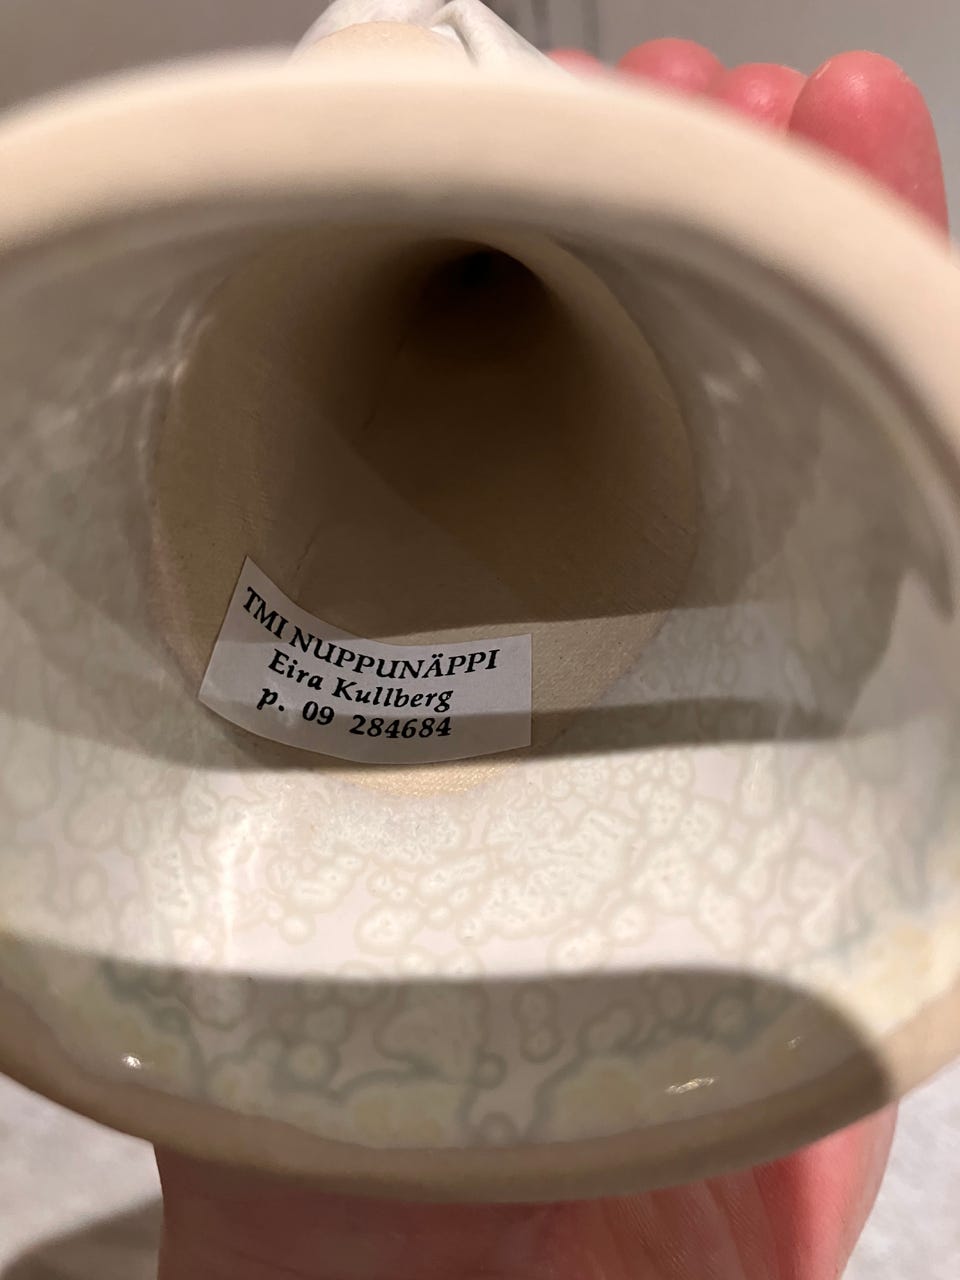 TMI NUPPUNÄPPI
Eira Kullberg
p. 09 284684